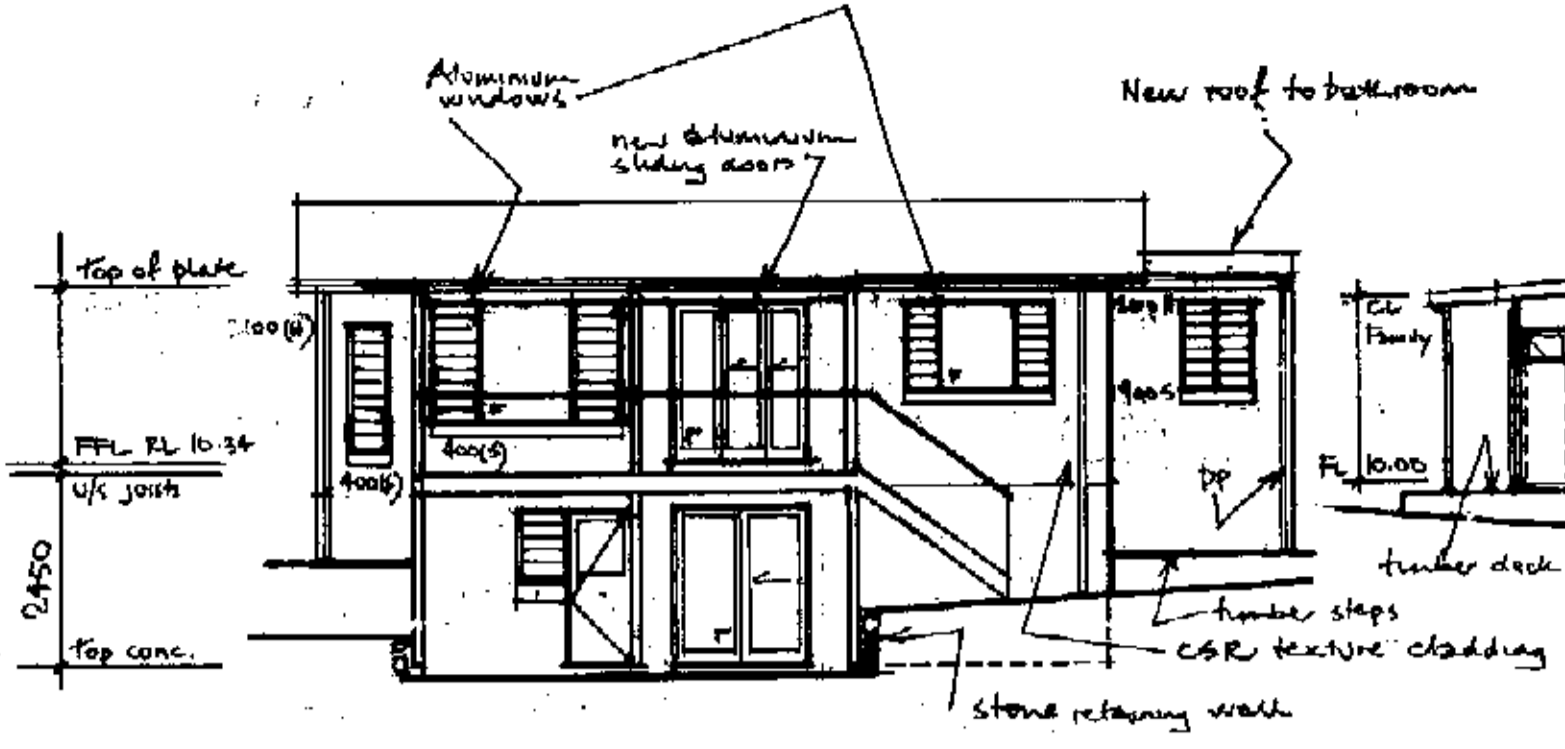 Aluminium
windows
New roof to bathroom
new aluminium
sliding doors
Top of plate
FFL RL 10.34
u/s joists
2450
Top conc.
400(s)
400(s)
900s
DP
Family
FL 10.00
timber deck
timber steps
CSR texture cladding
stone retaining wall